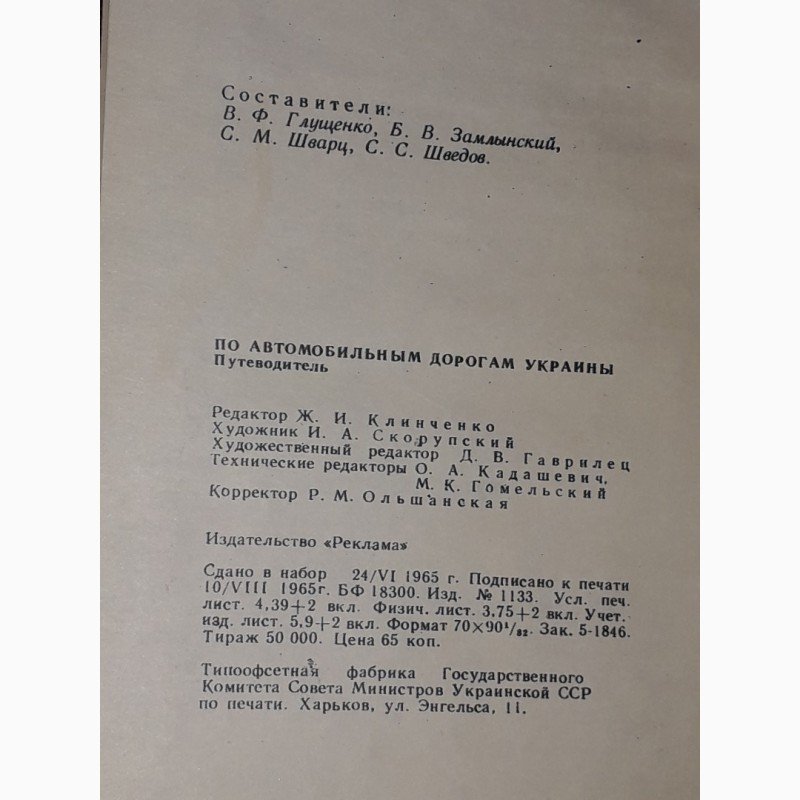 Составители:
В. Ф. Глущенко, Б. В. Замлынский,
С. М. Шварц, С. С. Шведов.
ПО АВТОМОБИЛЬНЫМ ДОРОГАМ УКРАИНЫ
Путеводитель
Редактор Ж. И. Клинченко
Художник И. А. Скорупский
Художественный редактор Д. В. Гаврилец
Технические редакторы О. А. Кадашевич,
М. К. Гомельский
Корректор Р. М. Ольшанская
Издательство «Реклама»
Сдано в набор 24/VI 1965 г. Подписано к печати
10/VIII 1965г. БФ 18300. Изд. № 1133. Усл. печ.
лист. 4,39+2 вкл. Физич. лист. 3,75+2 вкл. Учет.
изд. лист. 5,9+2 вкл. Формат 70×90¹/₃₂. Зак. 5-1846.
Тираж 50 000. Цена 65 коп.
Типоофсетная фабрика Государственного
Комитета Совета Министров Украинской ССР
по печати. Харьков, ул. Энгельса, 11.